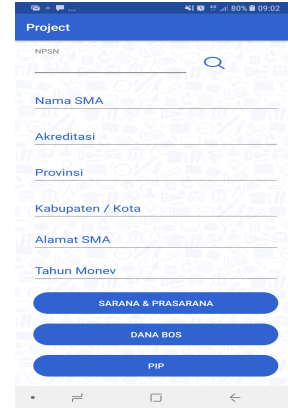 80% 09:02
Project
NPSN
Nama SMA
Akreditasi
Provinsi
Kabupaten / Kota
Alamat SMA
Tahun Monev
SARANA & PRASARANA
DANA BOS
PIP